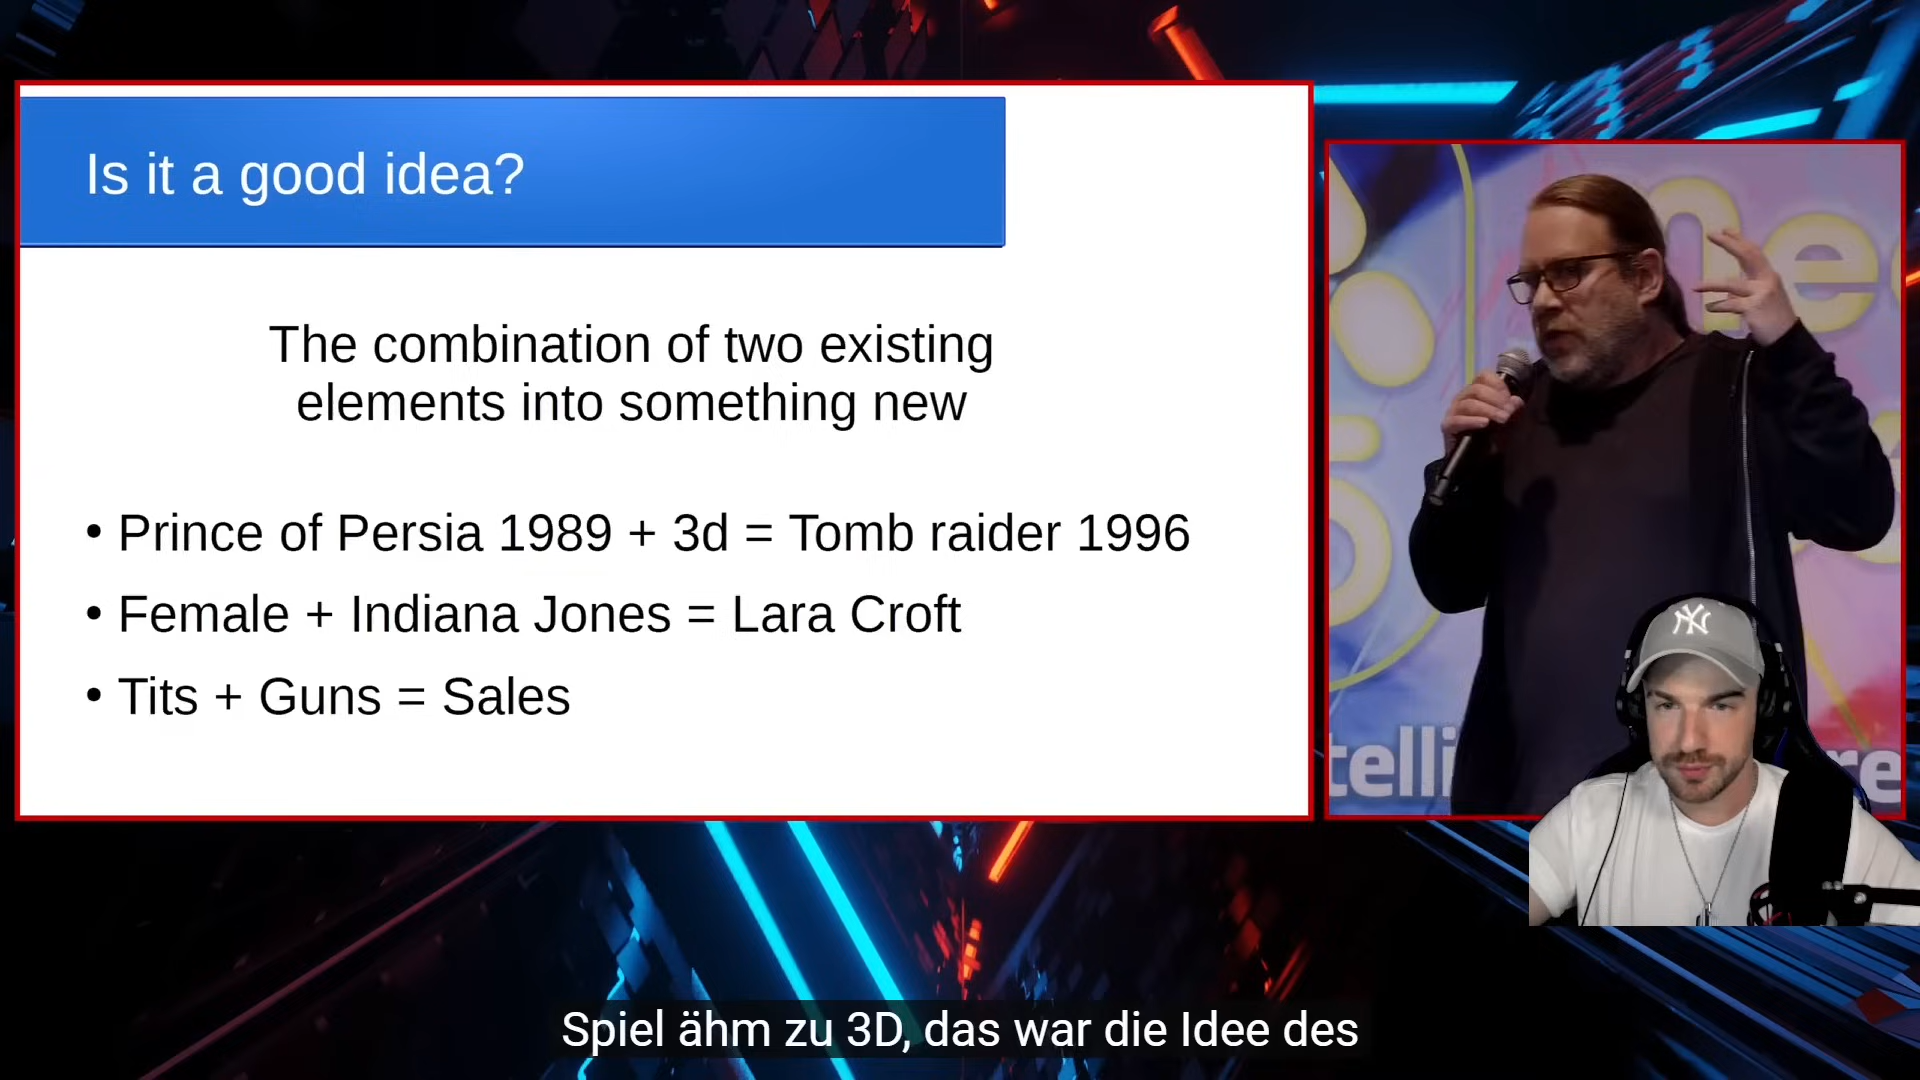 Is it a good idea?
The combination of two existing
elements into something new
• Prince of Persia 1989 + 3d = Tomb raider 1996
• Female + Indiana Jones = Lara Croft
• Tits + Guns = Sales
NY
Spiel ähm zu 3D, das war die Idee des